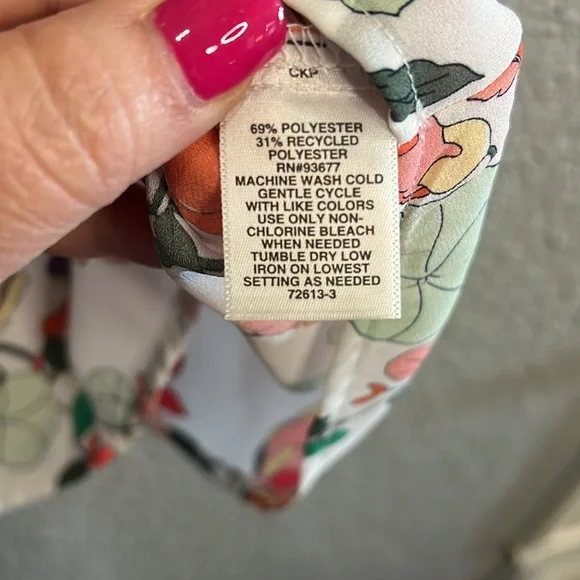 CKP
69% POLYESTER
31% RECYCLED
POLYESTER
RN#93677
MACHINE WASH COLD
GENTLE CYCLE
WITH LIKE COLORS
USE ONLY NON-
CHLORINE BLEACH
WHEN NEEDED
TUMBLE DRY LOW
IRON ON LOWEST
SETTING AS NEEDED
72613-3